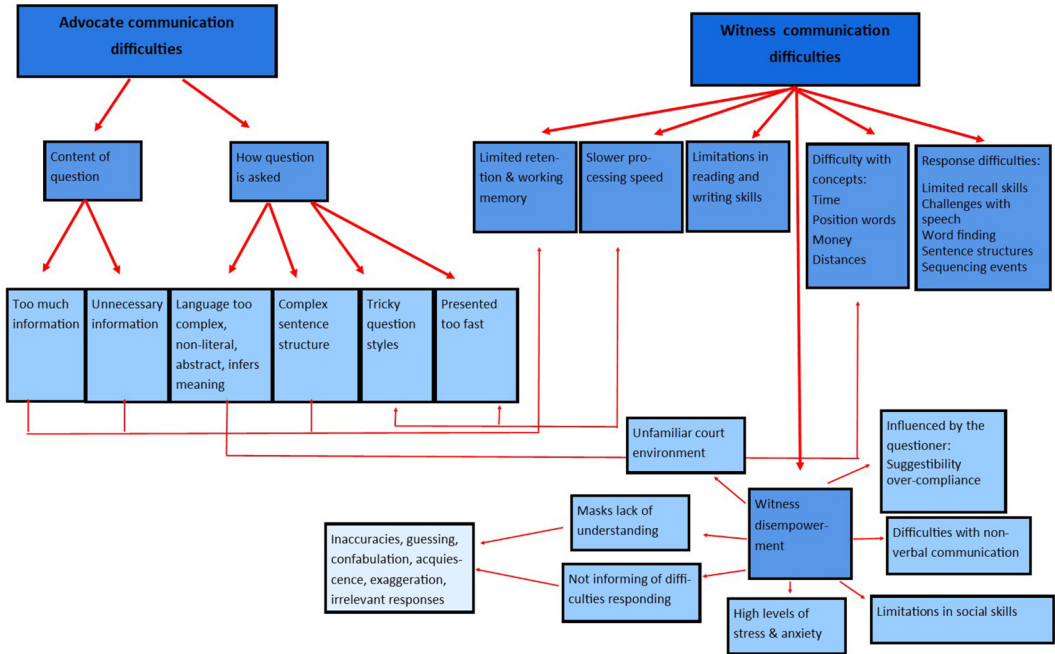 Advocate communication
difficulties
Witness communication
difficulties
Content of
question
How question
is asked
Limited reten-
tion & working
memory
Slower pro-
cessing speed
Limitations in
reading and
writing skills
Difficulty with
concepts:
Time
Position words
Money
Distances
Response difficulties:
Limited recall skills
Challenges with
speech
Word finding
Sentence structures
Sequencing events
Too much
information
Unnecessary
information
Language too
complex,
non-literal,
abstract, infers
meaning
Complex
sentence
structure
Tricky
question
styles
Presented
too fast
Unfamiliar court
environment
Influenced by the
questioner:
Suggestibility
over-compliance
Witness
disempower-
ment
Masks lack of
understanding
Difficulties with non-
verbal communication
Inaccuracies, guessing,
confabulation, acquies-
cence, exaggeration,
irrelevant responses
Not informing of diffi-
culties responding
High levels of
stress & anxiety
Limitations in social skills